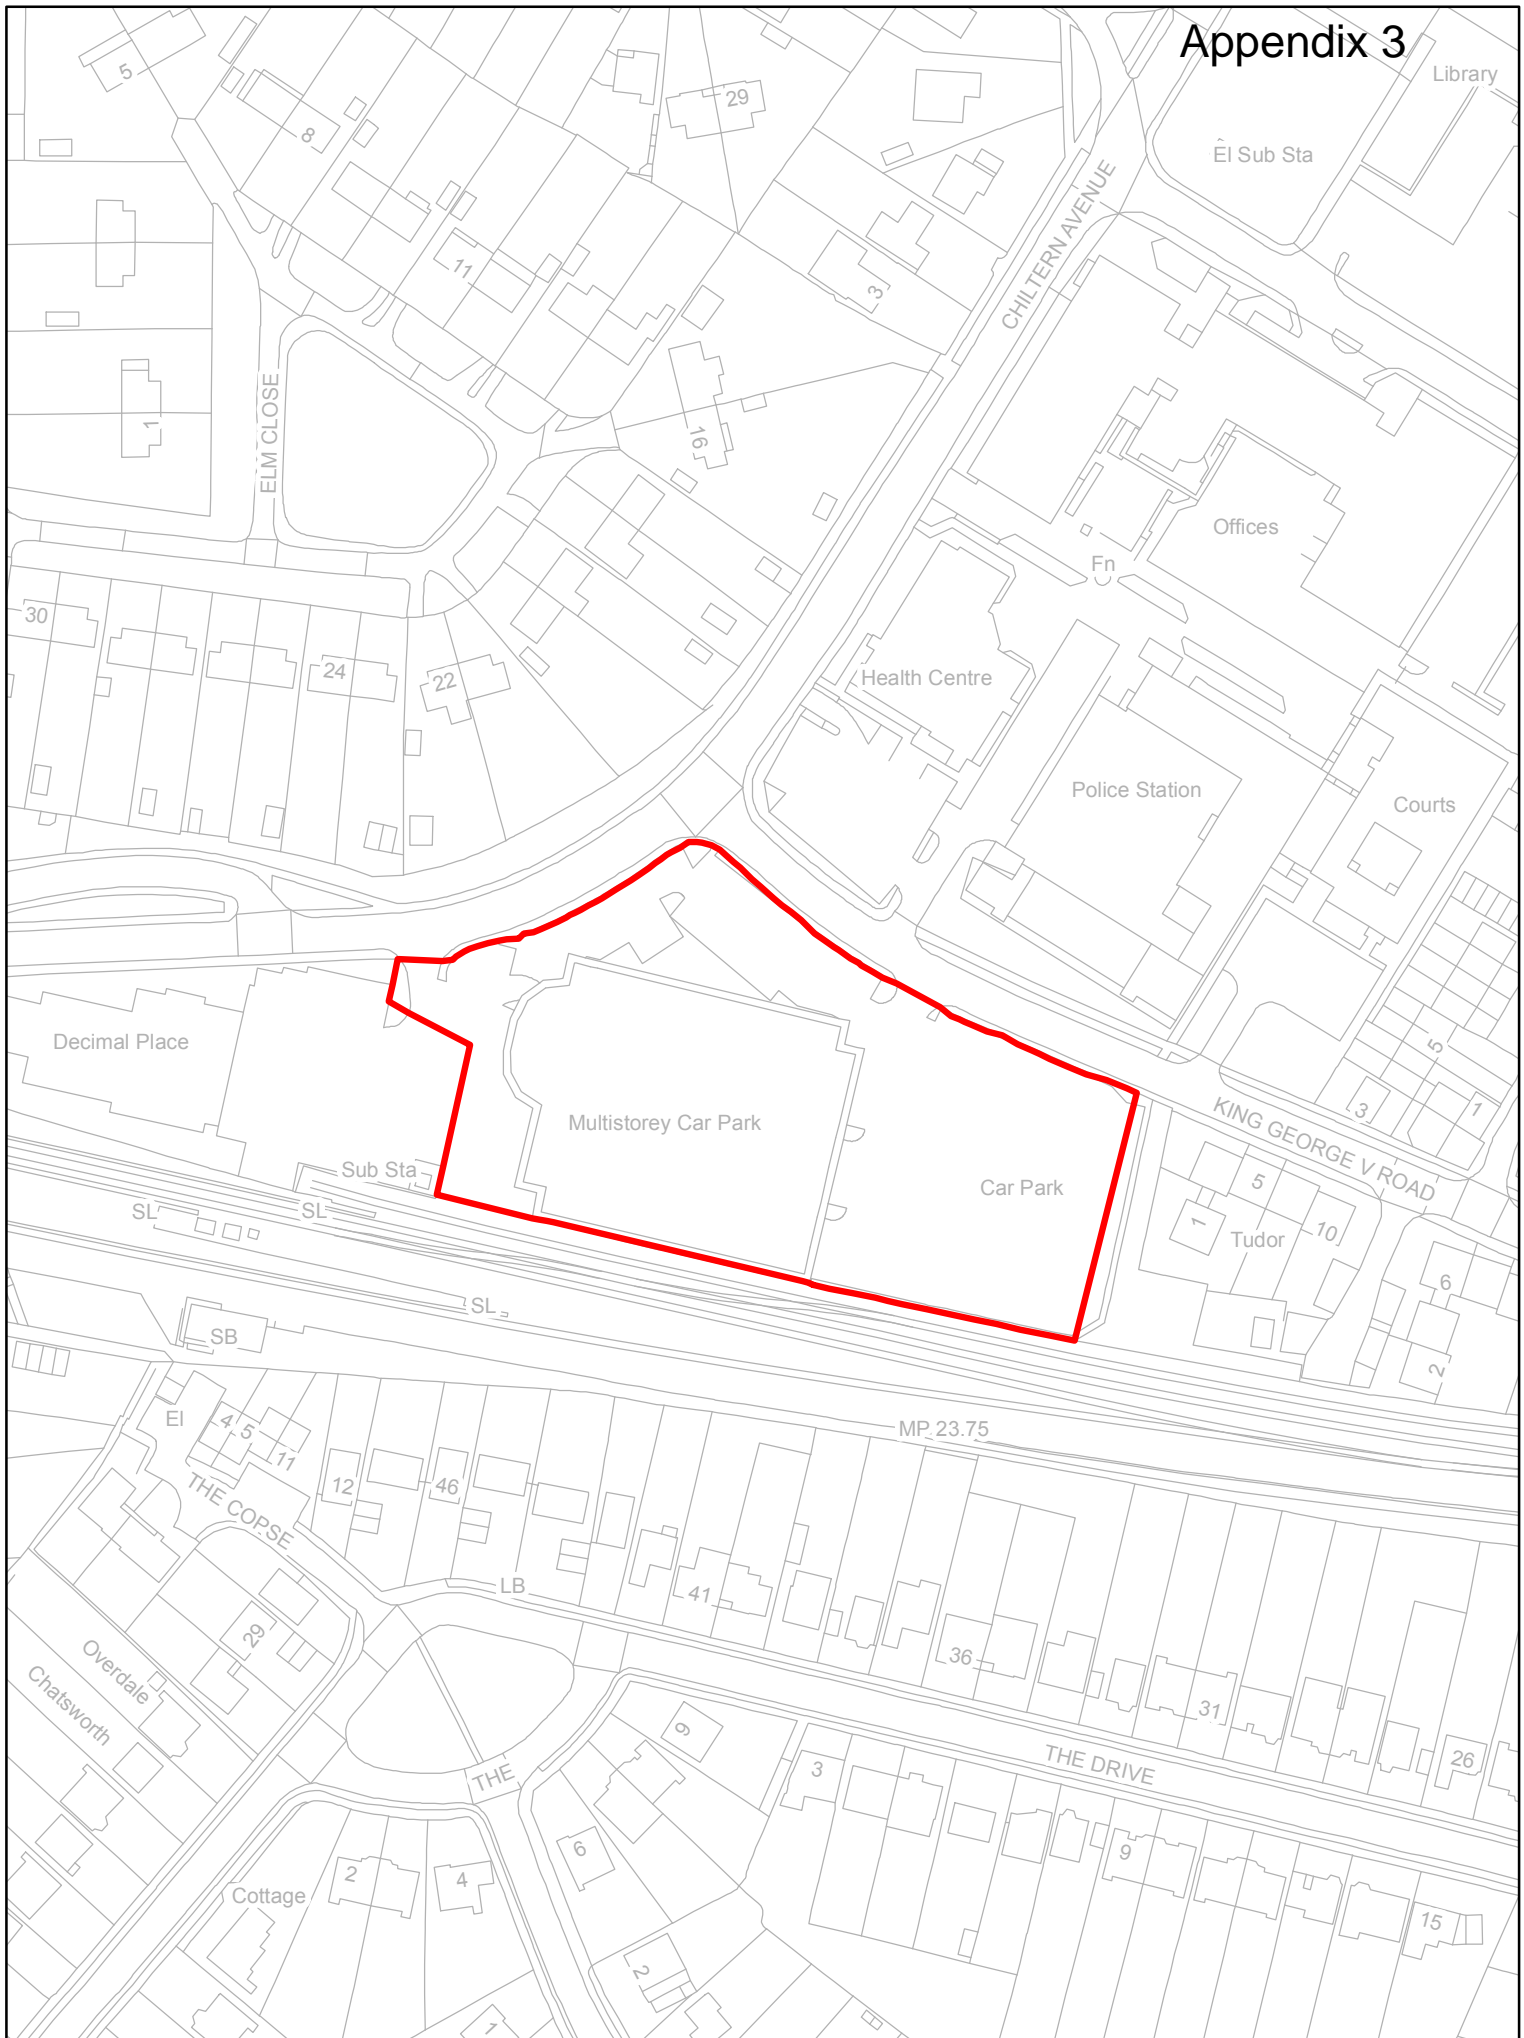 Appendix 3
Library
5
29
8
Êl Sub Sta
CHILTERN AVENUE
11
3
ELM CLOSE
1
16
Offices
Fn
30
24
22
Health Centre
Police Station
Courts
Decimal Place
5
Multistorey Car Park
3
1
KING GEORGE V ROAD
Sub Sta
Car Park
5
SL
SL
1
10
Tudor
6
SL
SB
2
El
4
5
11
MP 23.75
12
46
THE COPSE
LB
41
29
36
Overdale
Chatsworth
31
9
26
THE
3
THE DRIVE
6
9
2
4
Cottage
15
2
1